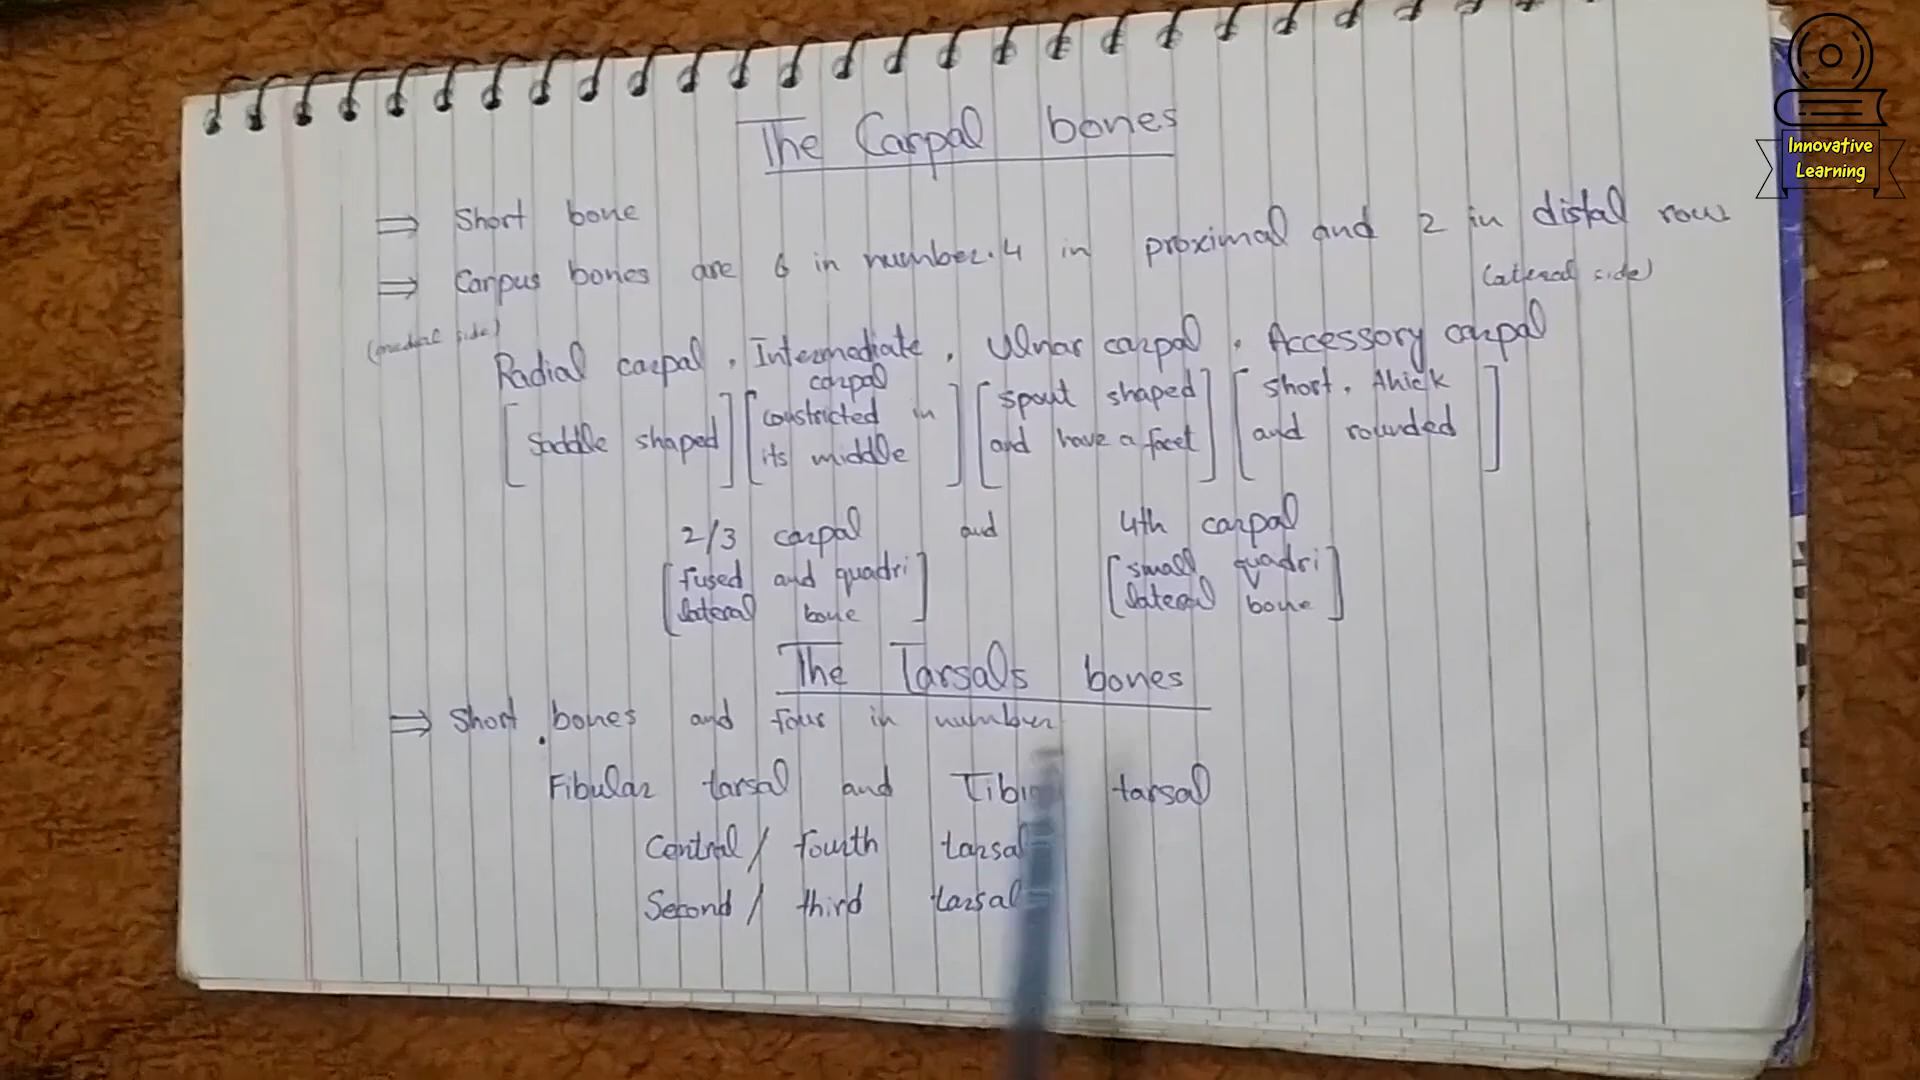 The Carpal bones
Innovative
Learning
⇒ Short bone
⇒ Carpus bones are 6 in number. 4 in proximal and 2 in distal row
(medial side)
(lateral side)
Radial carpal, Intermediate carpal, Ulnar carpal, Accessory carpal
[Saddle shaped] [constricted in its middle] [spout shaped and have a facet] [short, thick and rounded]
2/3 carpal and 4th carpal
[fused and quadri lateral bone] [small quadri lateral bone]
The Tarsals bones
⇒ Short bones and four in number
Fibular tarsal and tarsal
Central/ fourth tarsal
Second/ third tarsal